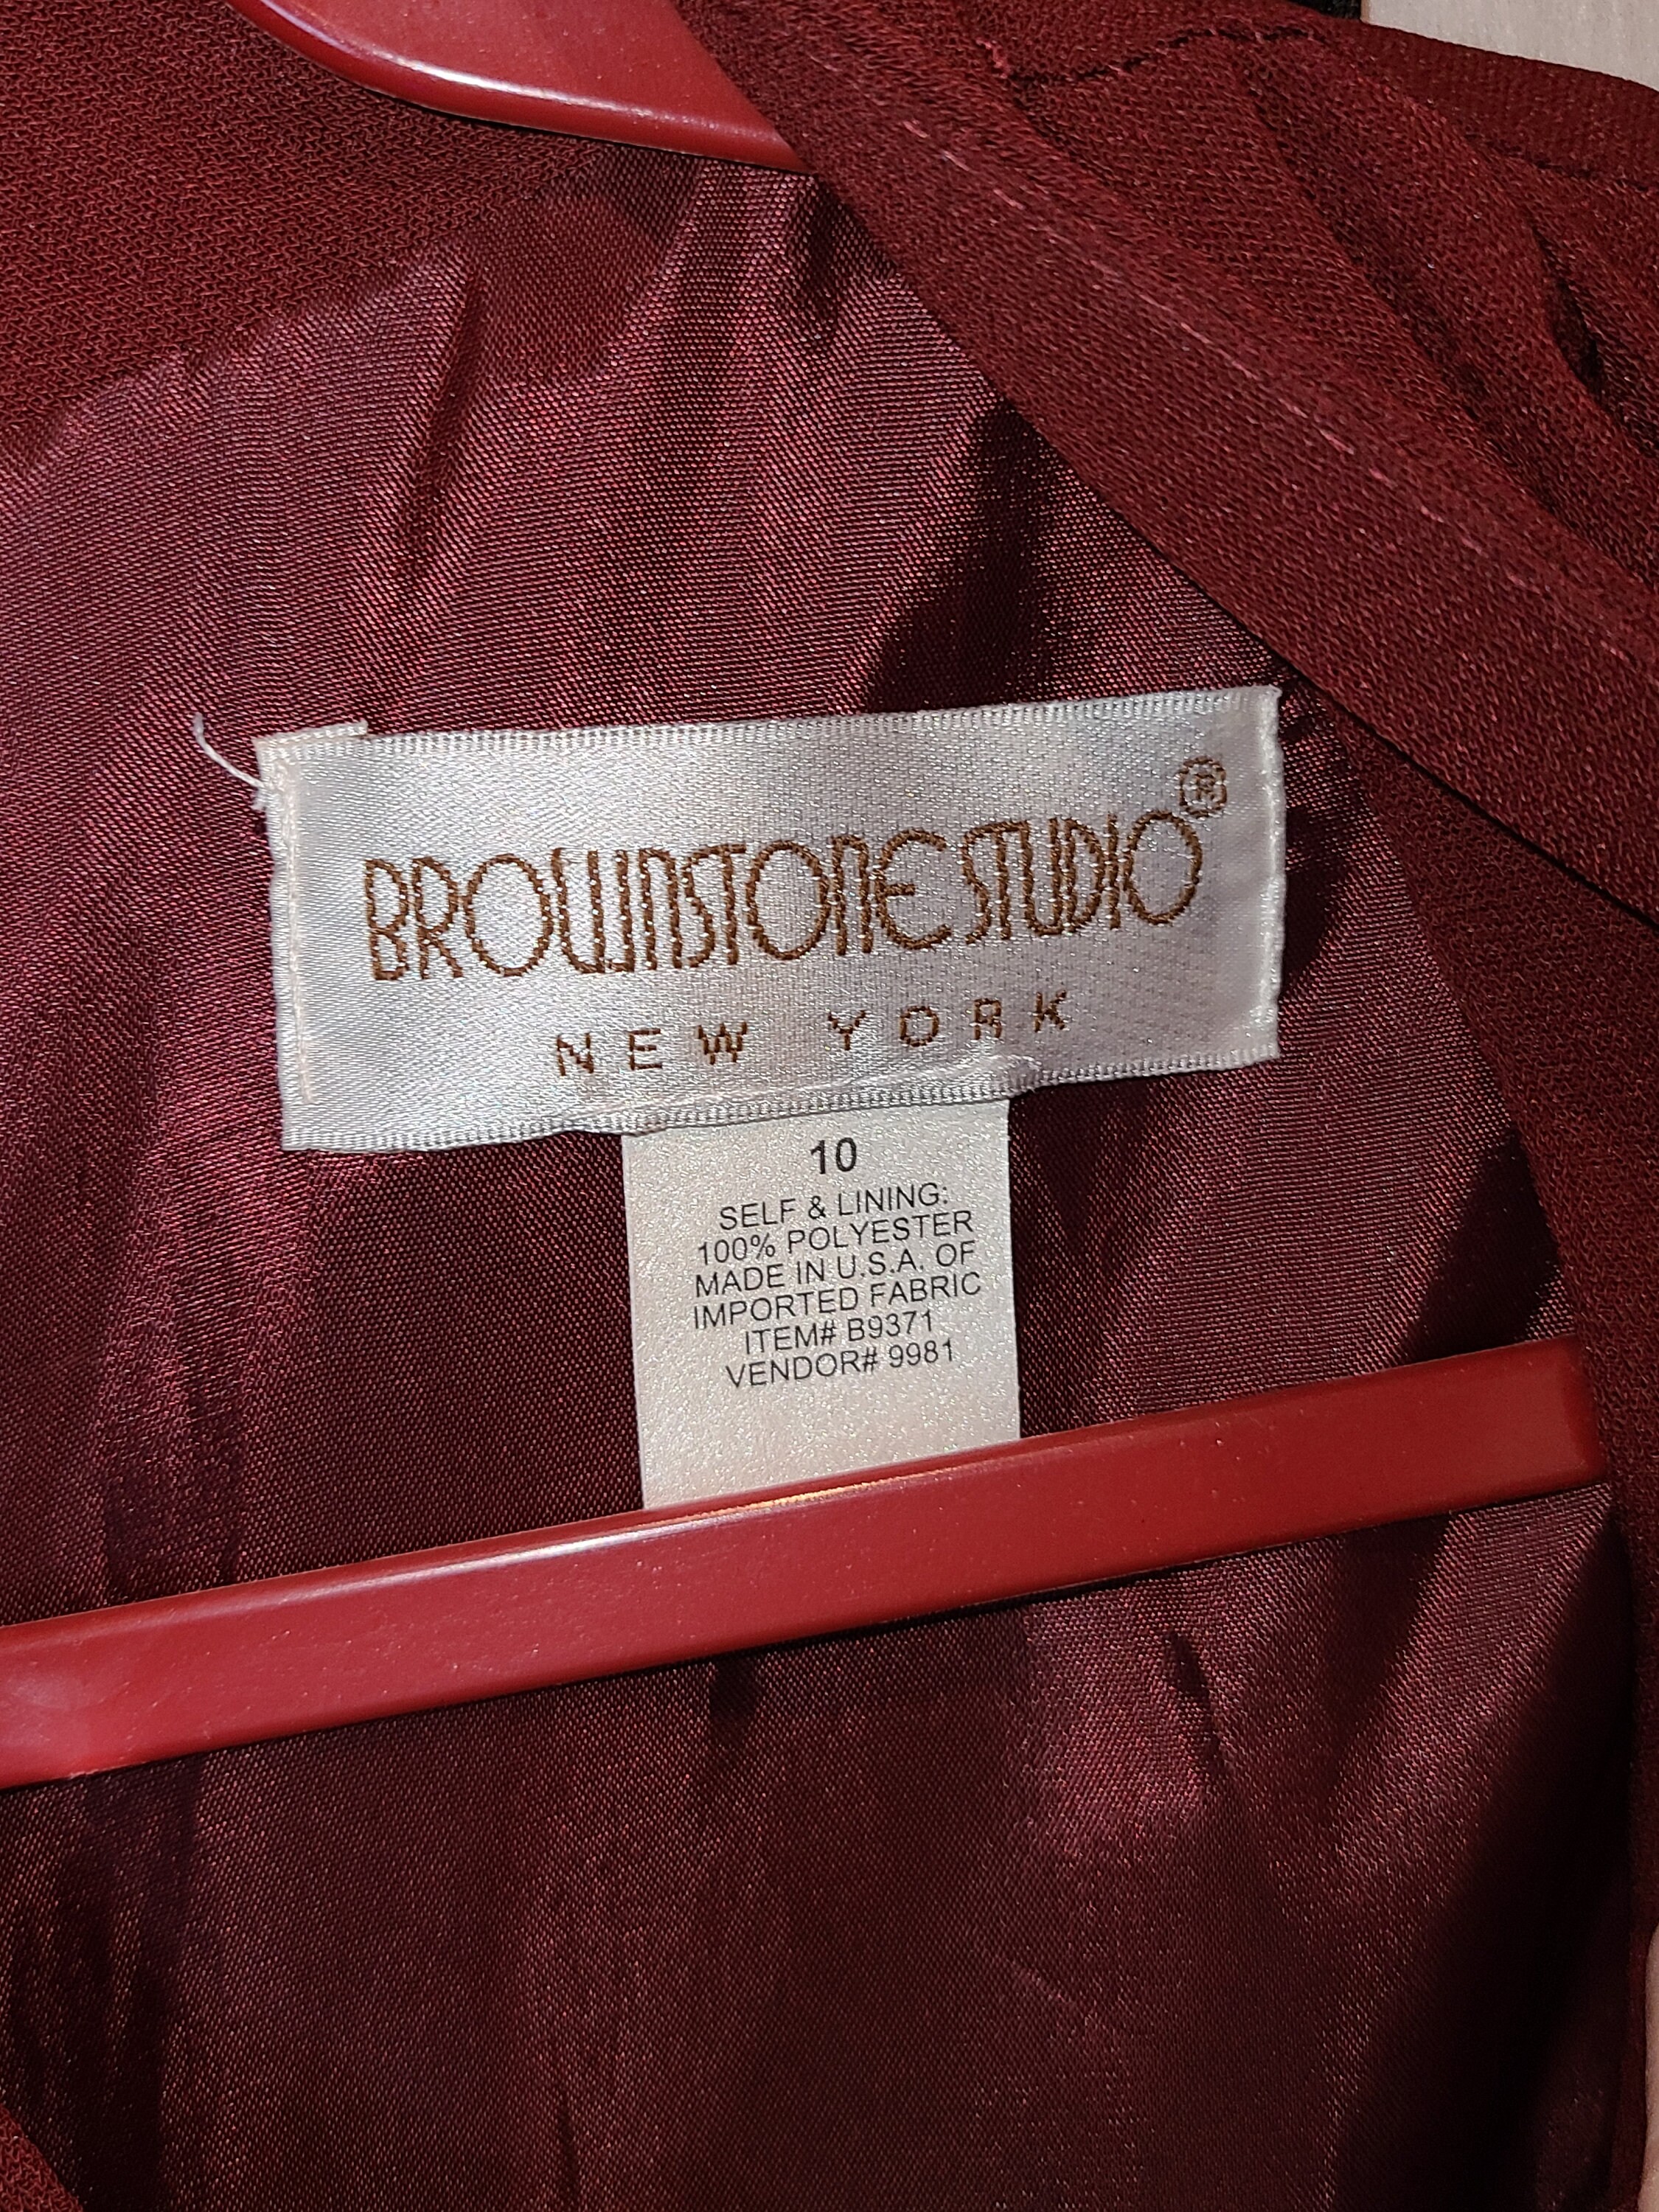 BROWNSTONE STUDIO®
NEW YORK
10
SELF & LINING:
100% POLYESTER
MADE IN U.S.A. OF
IMPORTED FABRIC
ITEM# B9371
VENDOR# 9981